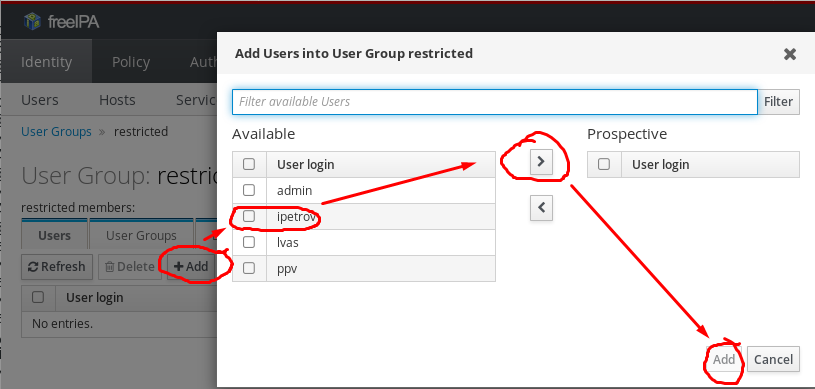 freeIPA
Identity Policy Auth
Users Hosts Servic
User Groups » restricted
User Group: restric
restricted members:
Users User Groups
Refresh Delete Add
User login
No entries.
Add Users into User Group restricted
Filter available Users Filter
Available Prospective
User login User login
admin
ipetrov
lvas
ppv
Add Cancel